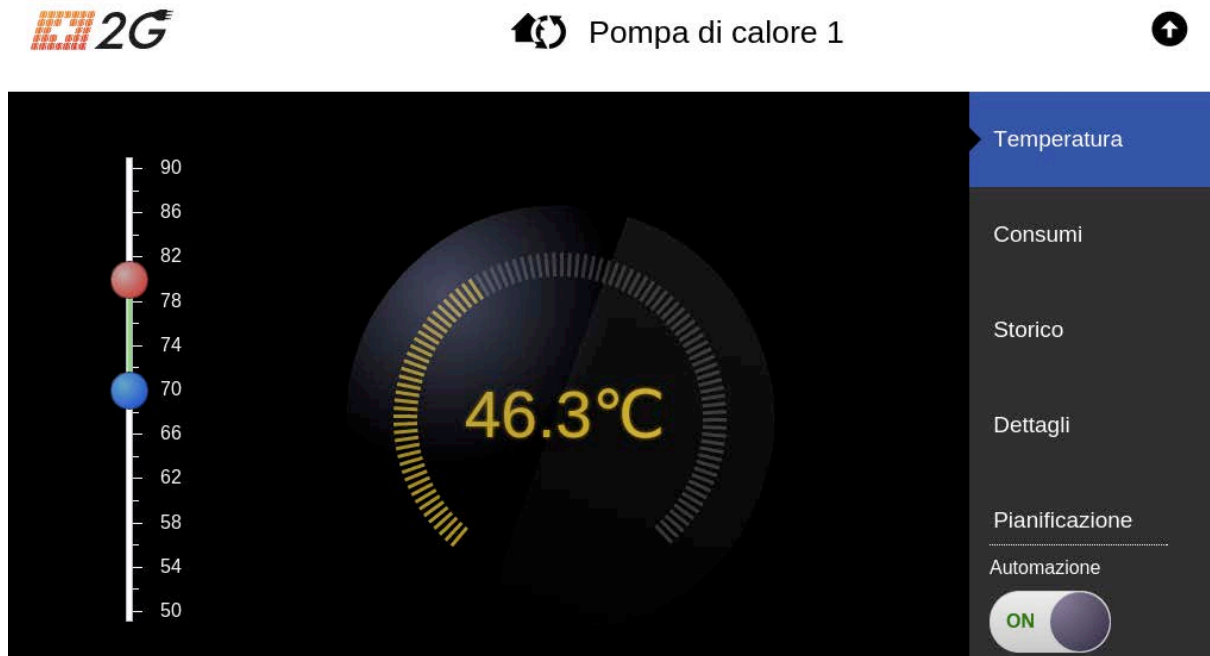 2G
Pompa di calore 1
90
86
82
78
74
70
66
62
58
54
50
46.3°C
Temperatura
Consumi
Storico
Dettagli
Pianificazione
Automazione
ON